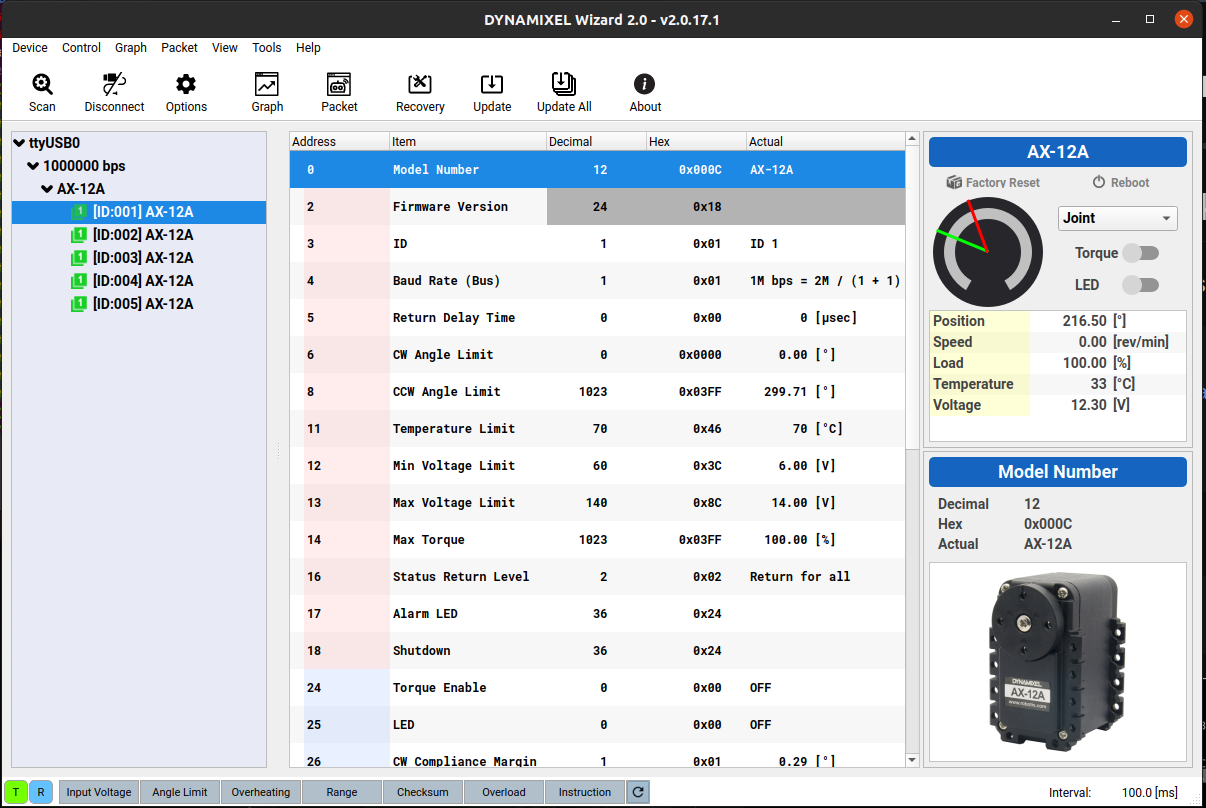 DYNAMIXEL Wizard 2.0 - v2.0.17.1
Device Control Graph Packet View Tools Help
Scan Disconnect Options Graph Packet Recovery Update Update All About
ttyUSB0
1000000 bps
AX-12A
1 [ID:001] AX-12A
1 [ID:002] AX-12A
1 [ID:003] AX-12A
1 [ID:004] AX-12A
1 [ID:005] AX-12A
Address Item Decimal Hex Actual
0 Model Number 12 0x000C AX-12A
2 Firmware Version 24 0x18
3 ID 1 0x01 ID 1
4 Baud Rate (Bus) 1 0x01 1M bps = 2M / (1 + 1)
5 Return Delay Time 0 0x00 0 [µsec]
6 CW Angle Limit 0 0x0000 0.00 [°]
8 CCW Angle Limit 1023 0x03FF 299.71 [°]
11 Temperature Limit 70 0x46 70 [°C]
12 Min Voltage Limit 60 0x3C 6.00 [V]
13 Max Voltage Limit 140 0x8C 14.00 [V]
14 Max Torque 1023 0x03FF 100.00 [%]
16 Status Return Level 2 0x02 Return for all
17 Alarm LED 36 0x24
18 Shutdown 36 0x24
24 Torque Enable 0 0x00 OFF
25 LED 0 0x00 OFF
26 CW Compliance Margin 1 0x01 0.29 [°]
AX-12A
Factory Reset Reboot
Joint
Torque
LED
Position 216.50 [°]
Speed 0.00 [rev/min]
Load 100.00 [%]
Temperature 33 [°C]
Voltage 12.30 [V]
Model Number
Decimal 12
Hex 0x000C
Actual AX-12A
DYNAMIXEL
AX-12A
www.robotis.com
T R Input Voltage Angle Limit Overheating Range Checksum Overload Instruction Interval: 100.0 [ms]